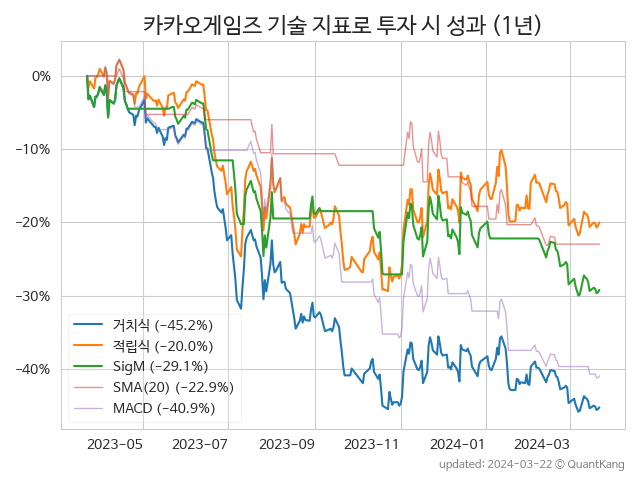 카카오게임즈 기술 지표로 투자 시 성과 (1년)
0%
−10%
−20%
−30%
−40%
거치식 (−45.2%)
적립식 (−20.0%)
SigM (−29.1%)
SMA(20) (−22.9%)
MACD (−40.9%)
2023−05 2023−07 2023−09 2023−11 2024−01 2024−03
updated: 2024−03−22 © QuantKang